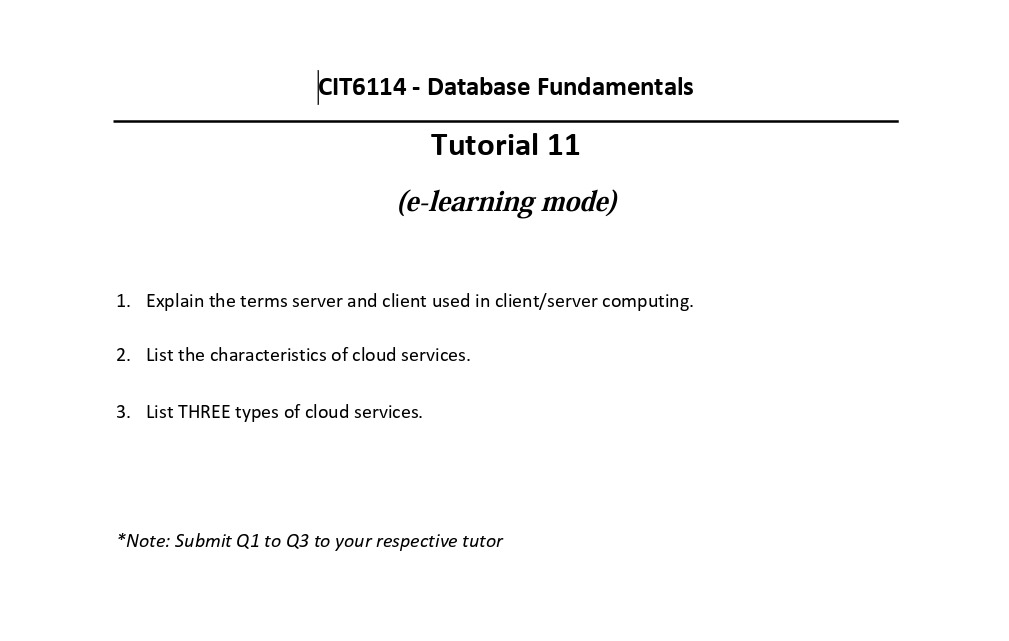 CIT6114 - Database Fundamentals
Tutorial 11
(e-learning mode)
1. Explain the terms server and client used in client/server computing.
2. List the characteristics of cloud services.
3. List THREE types of cloud services.
*Note: Submit Q1 to Q3 to your respective tutor